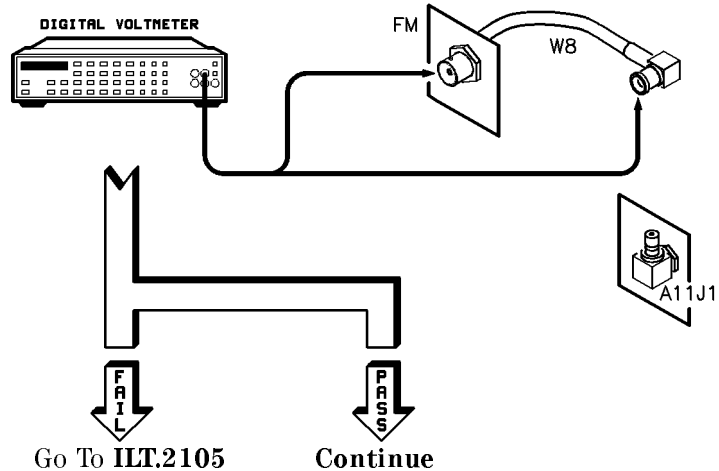 DIGITAL VOLTMETER
FM
W8
A11J1
FAIL
PASS
Go To ILT.2105
Continue